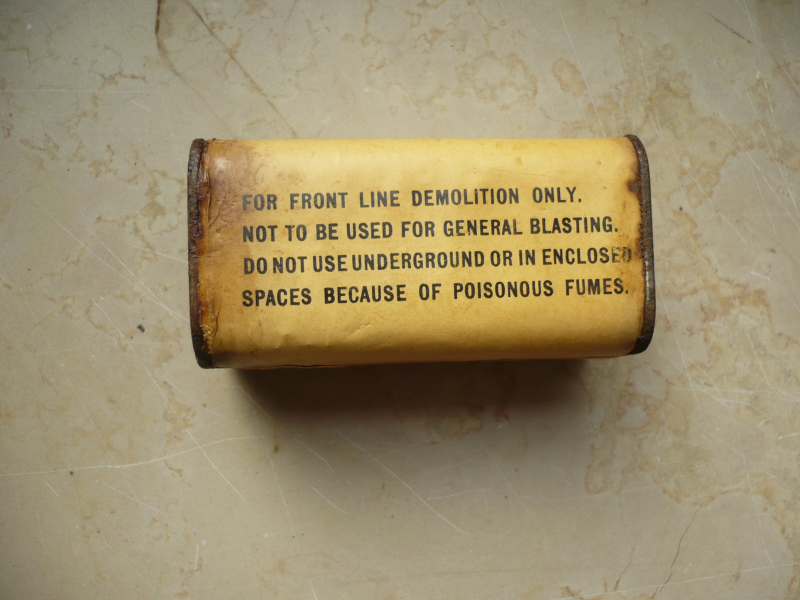 FOR FRONT LINE DEMOLITION ONLY.
NOT TO BE USED FOR GENERAL BLASTING.
DO NOT USE UNDERGROUND OR IN ENCLOSED
SPACES BECAUSE OF POISONOUS FUMES.